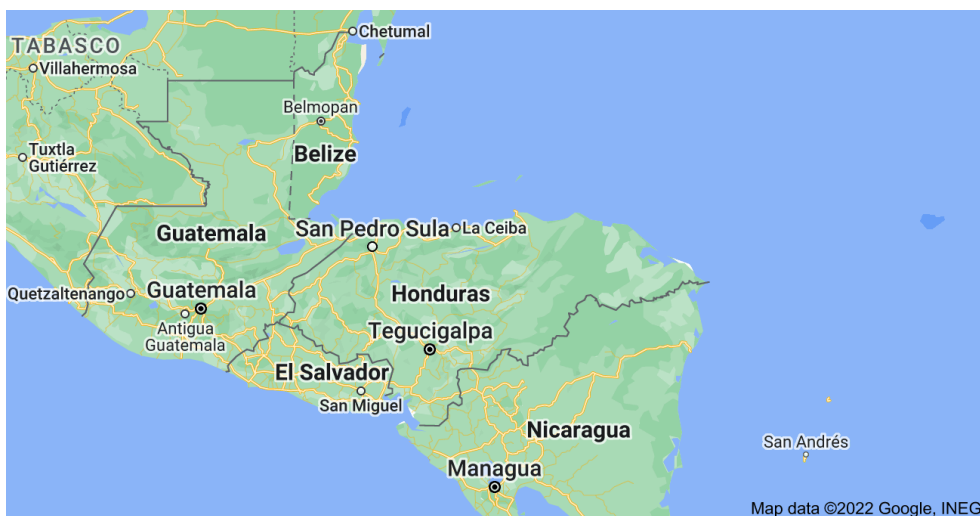 TABASCO
Chetumal
Villahermosa
Belmopan
Tuxtla
Gutiérrez
Belize
Guatemala
San Pedro Sula
La Ceiba
Quetzaltenango
Guatemala
Honduras
Antigua
Guatemala
Tegucigalpa
El Salvador
San Miguel
Nicaragua
San Andrés
Managua
Map data ©2022 Google, INEG